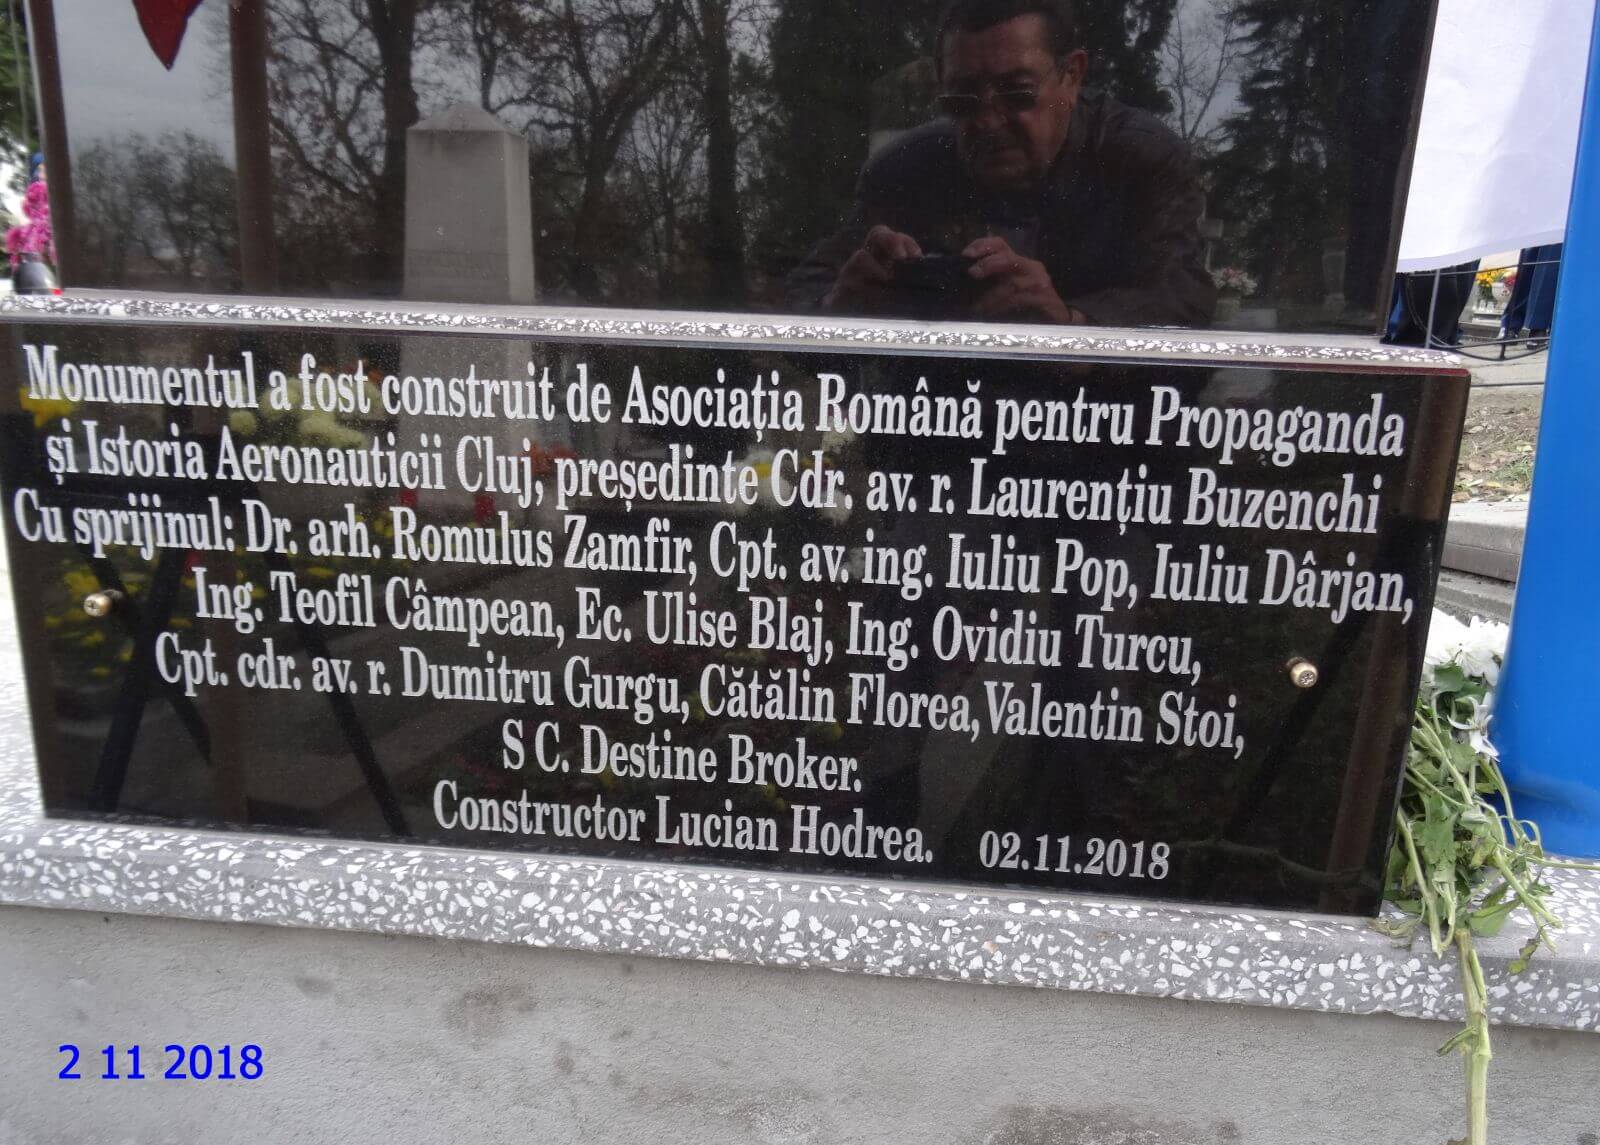 Monumentul a fost construit de Asociația Română pentru Propaganda
și Istoria Aeronauticii Cluj, președinte Cdr. av. r. Laurențiu Buzenchi
Cu sprijinul: Dr. arh. Romulus Zamfir, Cpt. av. ing. Iuliu Pop, Iuliu Dârjan,
Ing. Teofil Câmpean, Ec. Ulise Blaj, Ing. Ovidiu Turcu,
Cpt. cdr. av. r. Dumitru Gurgu, Cătălin Florea, Valentin Stoi,
S C. Destine Broker.
Constructor Lucian Hodrea. 02.11.2018
2 11 2018